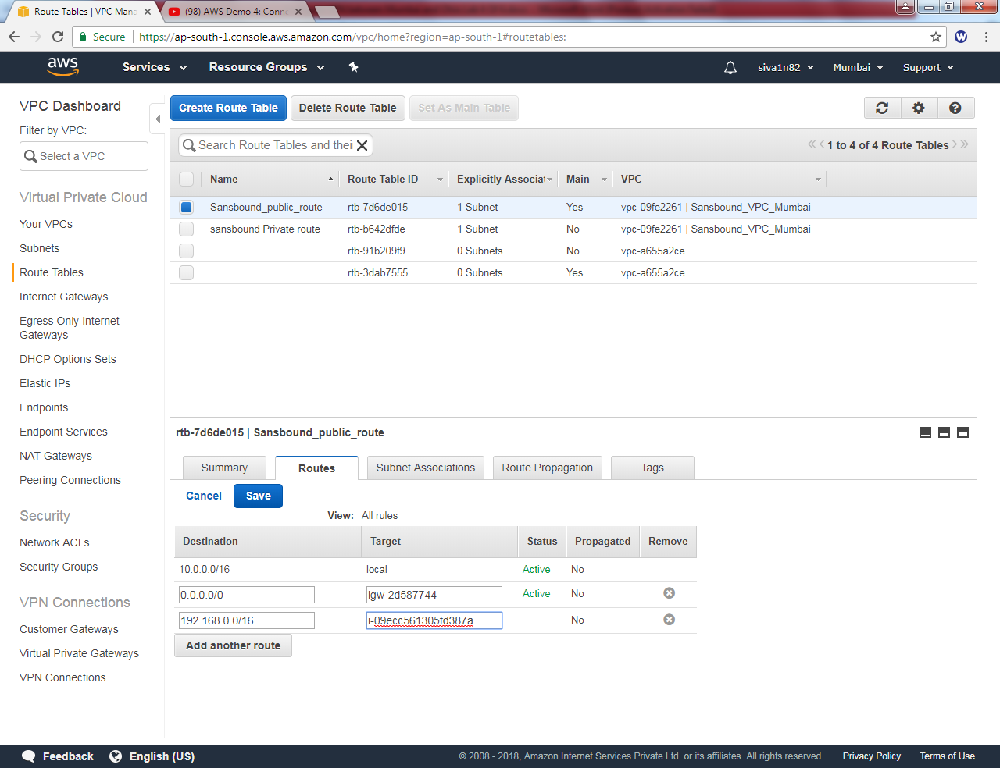 Route Tables | VPC Mana
(98) AWS Demo 4: Conne
Secure
https://ap-south-1.console.aws.amazon.com/vpc/home?region=ap-south-1#routetables:
W
aws
Services
Resource Groups
siva1n82
Mumbai
Support
VPC Dashboard
Filter by VPC:
Select a VPC
Virtual Private Cloud
Your VPCs
Subnets
Route Tables
Internet Gateways
Egress Only Internet
Gateways
DHCP Options Sets
Elastic IPs
Endpoints
Endpoint Services
NAT Gateways
Peering Connections
Security
Network ACLs
Security Groups
VPN Connections
Customer Gateways
Virtual Private Gateways
VPN Connections
Create Route Table
Delete Route Table
Set As Main Table
Search Route Tables and thei
1 to 4 of 4 Route Tables
Name Route Table ID Explicitly Associat Main VPC
Sansbound_public_route rtb-7d6de015 1 Subnet Yes vpc-09fe2261 | Sansbound_VPC_Mumbai
sansbound Private route rtb-b642dfde 1 Subnet No vpc-09fe2261 | Sansbound_VPC_Mumbai
rtb-91b209f9 0 Subnets No vpc-a655a2ce
rtb-3dab7555 0 Subnets Yes vpc-a655a2ce
rtb-7d6de015 | Sansbound_public_route
Summary
Routes
Subnet Associations
Route Propagation
Tags
Cancel
Save
View: All rules
Destination Target Status Propagated Remove
10.0.0.0/16 local Active No
0.0.0.0/0 igw-2d587744 Active No
192.168.0.0/16 i-09ecc561305fd387a No
Add another route
Feedback
English (US)
© 2008 - 2018, Amazon Internet Services Private Ltd. or its affiliates. All rights reserved.
Privacy Policy
Terms of Use